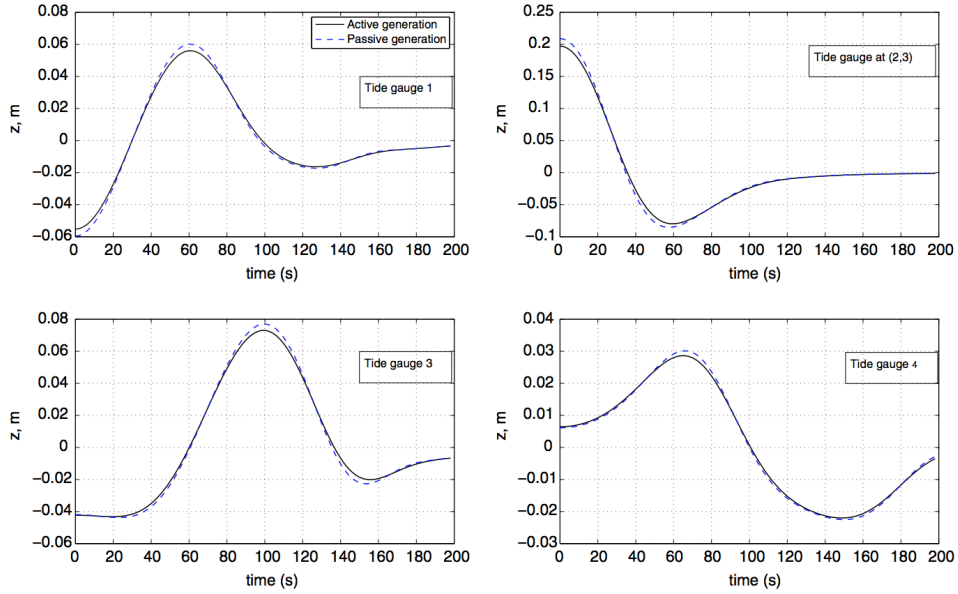 0.08
0.06
0.04
0.02
0
−0.02
−0.04
−0.06
z, m
Active generation
Passive generation
Tide gauge 1
0 20 40 60 80 100 120 140 160 180 200
time (s)
0.25
0.2
0.15
0.1
0.05
0
−0.05
−0.1
z, m
Tide gauge at (2,3)
0 20 40 60 80 100 120 140 160 180 200
time (s)
0.08
0.06
0.04
0.02
0
−0.02
−0.04
−0.06
z, m
Tide gauge 3
0 20 40 60 80 100 120 140 160 180 200
time (s)
0.04
0.03
0.02
0.01
0
−0.01
−0.02
−0.03
z, m
Tide gauge 4
0 20 40 60 80 100 120 140 160 180 200
time (s)